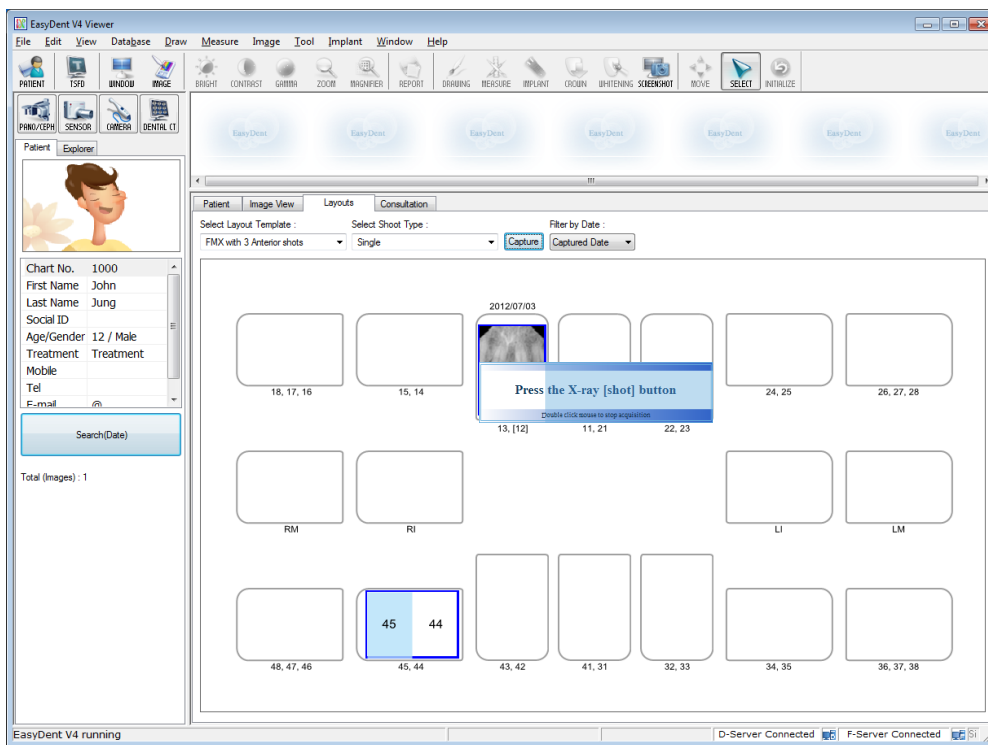 EasyDent V4 Viewer
File Edit View Database Draw Measure Image Tool Implant Window Help
PATIENT TSFD WINDOW IMAGE BRIGHT CONTRAST GAMMA ZOOM MAGNIFIER REPORT DRAWING MEASURE IMPLANT CROWN WHITENING SCREENSHOT MOVE SELECT INITIALIZE
PANO/CEPH SENSOR CAMERA DENTAL CT
EasyDent EasyDent EasyDent EasyDent EasyDent EasyDent EasyDent
Patient Explorer
Patient Image View Layouts Consultation
Select Layout Template : Select Shoot Type : Filter by Date :
FMX with 3 Anterior shots Single Capture Captured Date
Chart No. 1000
First Name John
Last Name Jung
Social ID
Age/Gender 12 / Male
Treatment Treatment
Mobile
Tel
E-mail @
Search(Date)
Total (Images) : 1
2012/07/03
Press the X-ray [shot] button
Double click mouse to stop acquisition
18, 17, 16 15, 14 13, [12] 11, 21 22, 23 24, 25 26, 27, 28
RM RI LI LM
45 44
48, 47, 46 45, 44 43, 42 41, 31 32, 33 34, 35 36, 37, 38
EasyDent V4 running D-Server Connected F-Server Connected Si